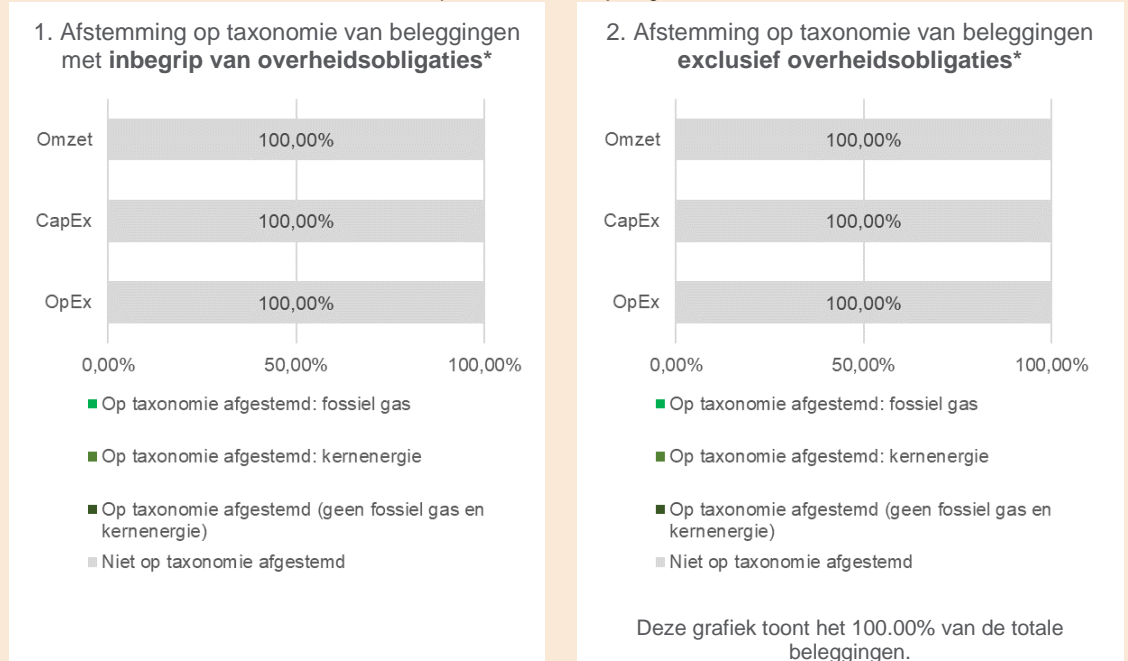 1. Afstemming op taxonomie van beleggingen
met inbegrip van overheidsobligaties*
Omzet
100,00%
CapEx
100,00%
OpEx
100,00%
0,00%
50,00%
100,00%
Op taxonomie afgestemd: fossiel gas
Op taxonomie afgestemd: kernenergie
Op taxonomie afgestemd (geen fossiel gas en
kernenergie)
Niet op taxonomie afgestemd
2. Afstemming op taxonomie van beleggingen
exclusief overheidsobligaties*
Omzet
100,00%
CapEx
100,00%
OpEx
100,00%
0,00%
50,00%
100,00%
Op taxonomie afgestemd: fossiel gas
Op taxonomie afgestemd: kernenergie
Op taxonomie afgestemd (geen fossiel gas en
kernenergie)
Niet op taxonomie afgestemd
Deze grafiek toont het 100.00% van de totale
beleggingen.